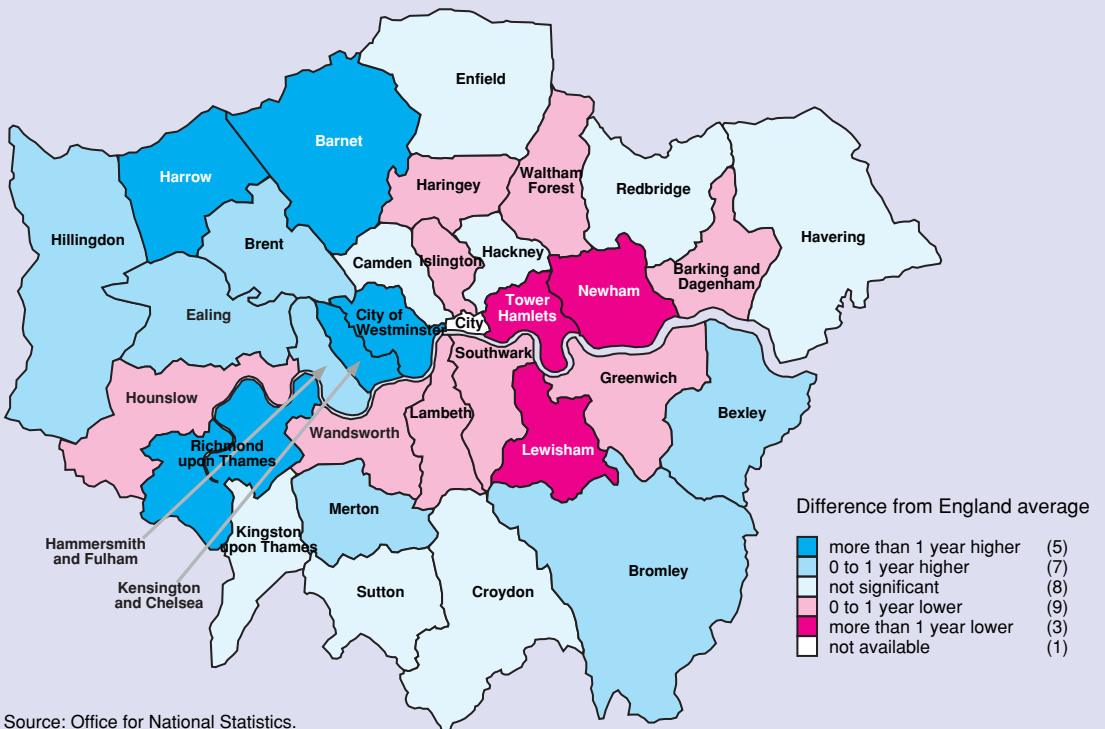 Enfield
Barnet
Harrow
Haringey
Waltham
Forest
Redbridge
Hillingdon
Brent
Havering
Camden
Islington
Hackney
Barking and
Dagenham
Ealing
City of
Westminster
City
Tower
Hamlets
Newham
Southwark
Hounslow
Greenwich
Lambeth
Wandsworth
Bexley
Richmond
upon Thames
Lewisham
Merton
Hammersmith
and Fulham
Kingston
upon Thames
Kensington
and Chelsea
Sutton
Croydon
Bromley
Difference from England average
more than 1 year higher (5)
0 to 1 year higher (7)
not significant (8)
0 to 1 year lower (9)
more than 1 year lower (3)
not available (1)
Source: Office for National Statistics.